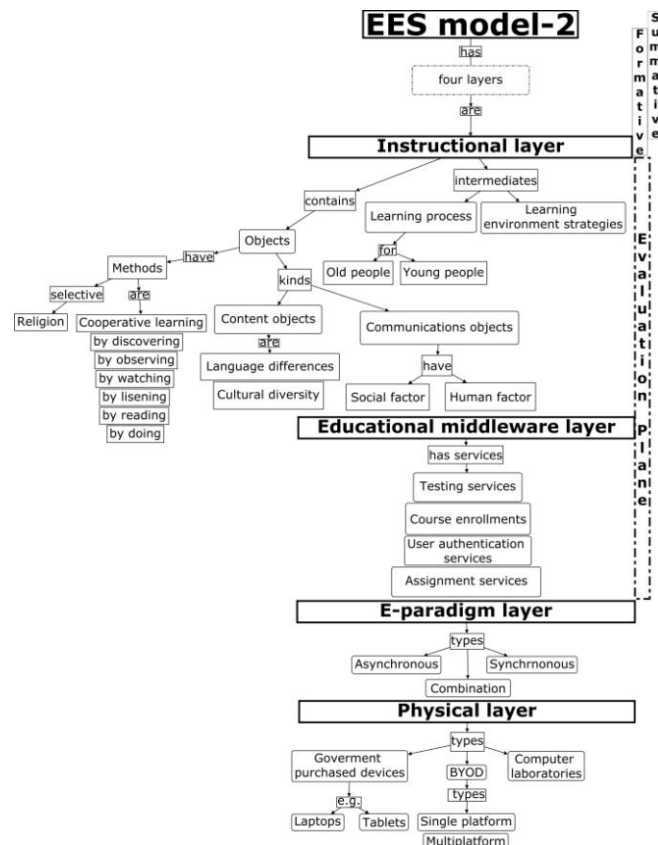 EES model-2
has
four layers
are
Instructional layer
contains
intermediates
Learning process
Learning
environment strategies
Objects
for
Old people
Young people
have
Methods
kinds
selective
are
Religion
Cooperative learning
by discovering
by observing
by watching
by lisening
by reading
by doing
Content objects
are
Language differences
Cultural diversity
Communications objects
have
Social factor
Human factor
Educational middleware layer
has services
Testing services
Course enrollments
User authentication
services
Assignment services
E-paradigm layer
types
Asynchronous
Synchrnonous
Combination
Physical layer
types
Goverment
purchased devices
BYOD
Computer
laboratories
e.g.
types
Laptops
Tablets
Single platform
Multiplatform
Formative
Summative
Evaluation Plane